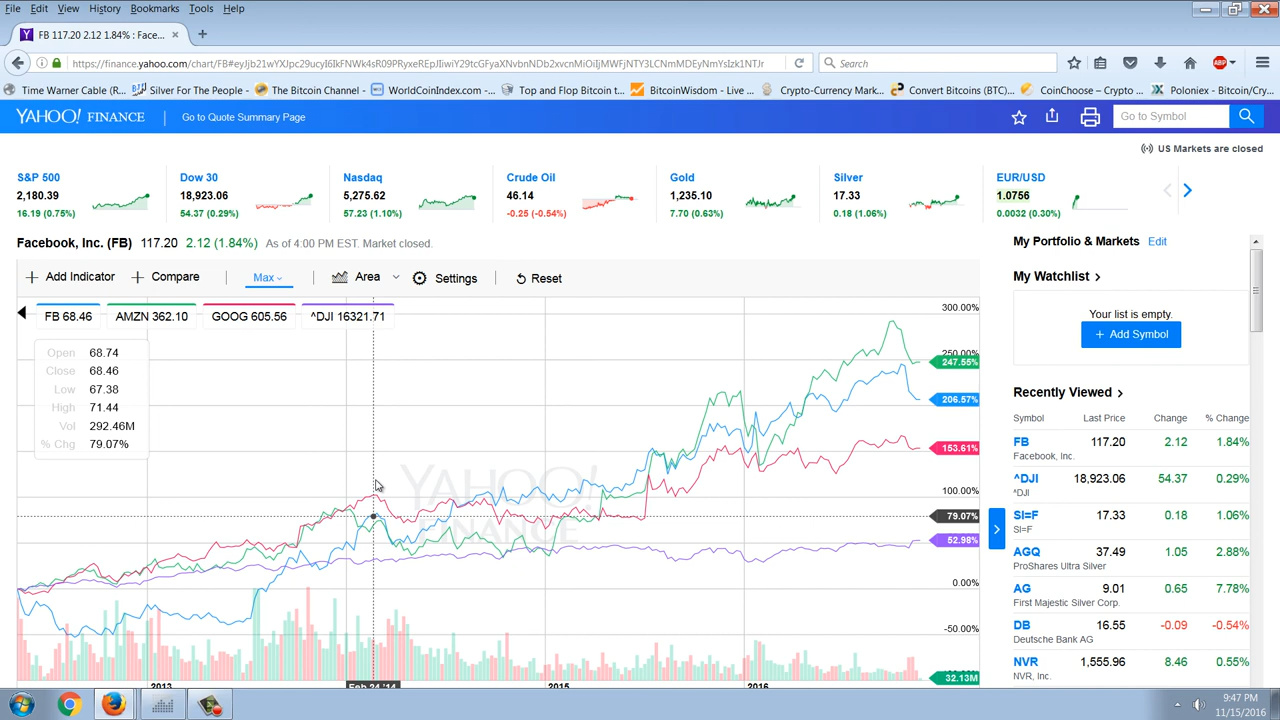 File Edit View History Bookmarks Tools Help
FB 117.20 2.12 1.84% : Face...
Search
Time Warner Cable (R... Silver For The People - The Bitcoin Channel - WorldCoinIndex.com -... Top and Flop Bitcoin t... BitcoinWisdom - Live ... Crypto-Currency Mark... Convert Bitcoins (BTC)... CoinChoose – Crypto ... Poloniex - Bitcoin/Cry...
YAHOO! FINANCE Go to Quote Summary Page Go to Symbol
US Markets are closed
S&P 500 Dow 30 Nasdaq Crude Oil Gold Silver EUR/USD
2,180.39 18,923.06 5,275.62 46.14 1,235.10 17.33 1.0756
16.19 (0.75%) 54.37 (0.29%) 57.23 (1.10%) -0.25 (-0.54%) 7.70 (0.63%) 0.18 (1.06%) 0.0032 (0.30%)
Facebook, Inc. (FB) 117.20 2.12 (1.84%) As of 4:00 PM EST. Market closed.
Add Indicator Compare Max Area Settings Reset
FB 68.46 AMZN 362.10 GOOG 605.56 ^DJI 16321.71
Open 68.74
Close 68.46
Low 67.38
High 71.44
Vol 292.46M
% Chg 79.07%
YAHOO!
FINANCE
300.00%
250.00%
247.55%
206.57%
153.61%
100.00%
79.07%
52.98%
0.00%
-50.00%
32.13M
2013 Feb 24 '14 2015 2016
My Portfolio & Markets Edit
My Watchlist
Your list is empty.
Add Symbol
Recently Viewed
Symbol Last Price Change % Change
FB 117.20 2.12 1.84%
Facebook, Inc.
^DJI 18,923.06 54.37 0.29%
^DJI
SI=F 17.33 0.18 1.06%
SI=F
AGQ 37.49 1.05 2.88%
ProShares Ultra Silver
AG 9.01 0.65 7.78%
First Majestic Silver Corp.
DB 16.55 -0.09 -0.54%
Deutsche Bank AG
NVR 1,555.96 8.46 0.55%
NVR, Inc.
9:47 PM
11/15/2016